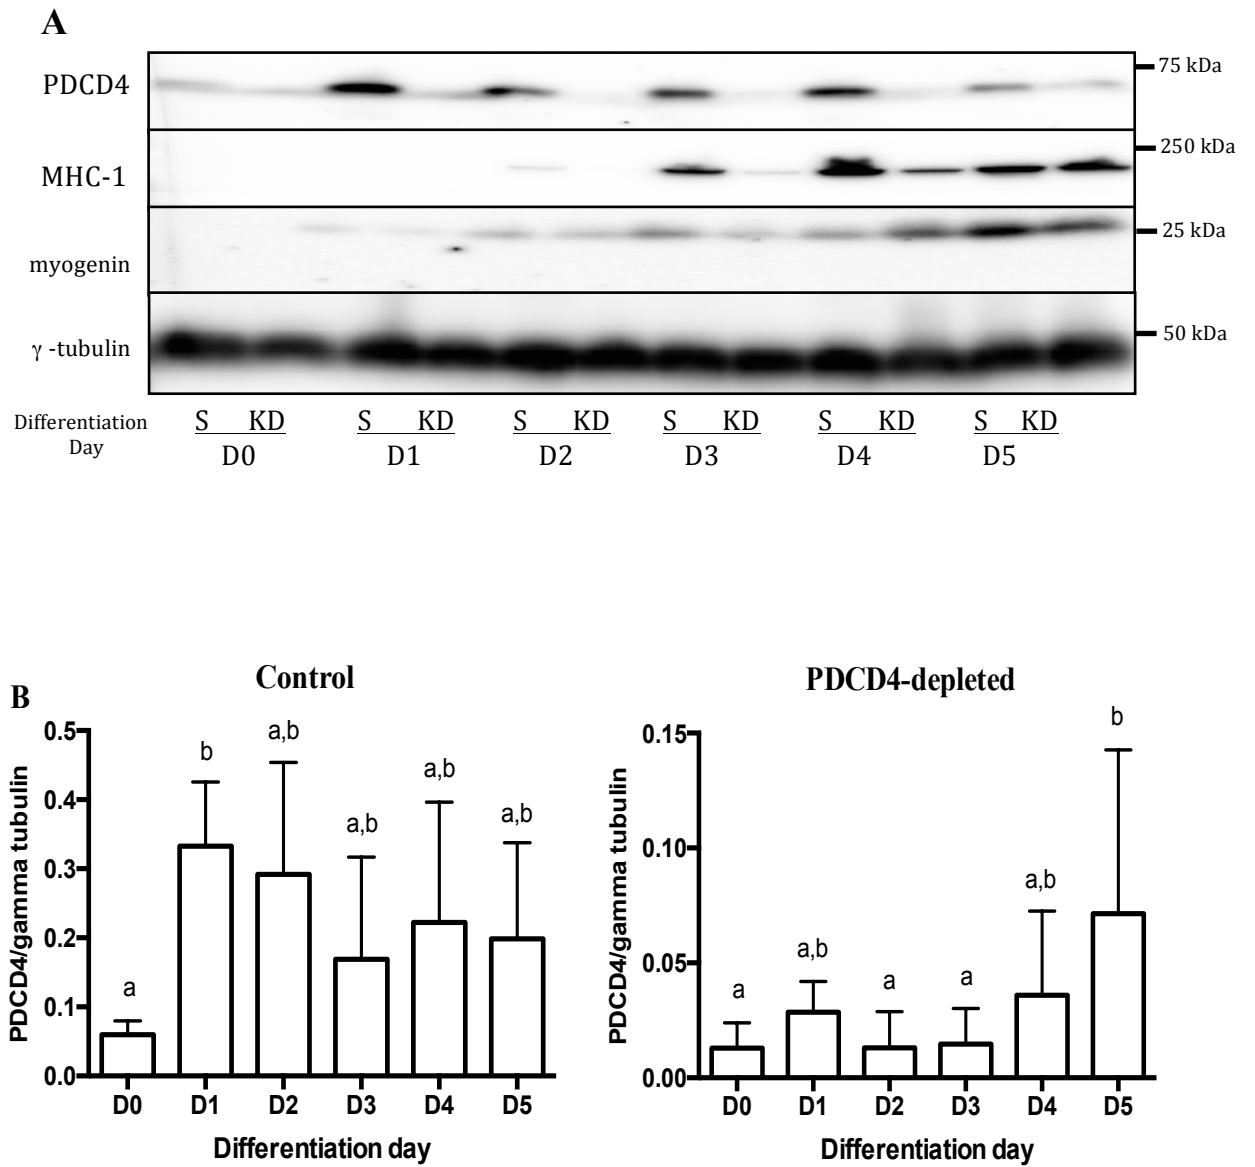 A
PDCD4
75 kDa
MHC-1
250 kDa
myogenin
25 kDa
γ -tubulin
50 kDa
Differentiation
Day
S KD S KD S KD S KD S KD S KD
D0 D1 D2 D3 D4 D5
B
Control
PDCD4/gamma tubulin
0.5
0.4
0.3
0.2
0.1
0.0
a b a,b a,b a,b a,b
D0 D1 D2 D3 D4 D5
Differentiation day
PDCD4-depleted
PDCD4/gamma tubulin
0.15
0.10
0.05
0.00
a a,b a a a,b b
D0 D1 D2 D3 D4 D5
Differentiation day